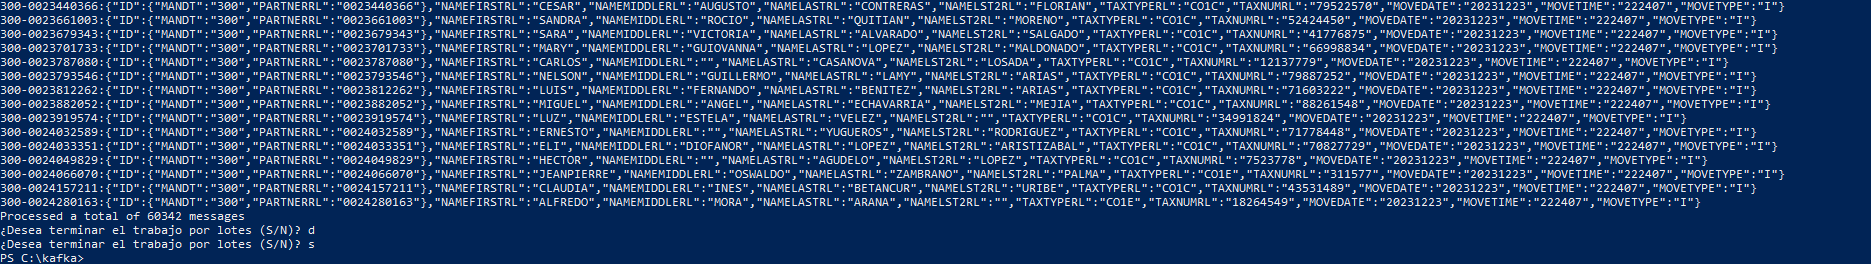 300-0023440366:{"ID":{"MANDT":"300","PARTNERRL":"0023440366"},"NAMEFIRSTRL":"CESAR","NAMEMIDDLERL":"AUGUSTO","NAMELASTRL":"CONTRERAS","NAMELST2RL":"FLORIAN","TAXTYPERL":"CO1C","TAXNUMRL":"79522570","MOVEDATE":"20231223","MOVETIME":"222407","MOVETYPE":"I"}
300-0023661003:{"ID":{"MANDT":"300","PARTNERRL":"0023661003"},"NAMEFIRSTRL":"SANDRA","NAMEMIDDLERL":"ROCIO","NAMELASTRL":"QUITIAN","NAMELST2RL":"MORENO","TAXTYPERL":"CO1C","TAXNUMRL":"52424450","MOVEDATE":"20231223","MOVETIME":"222407","MOVETYPE":"I"}
300-0023679343:{"ID":{"MANDT":"300","PARTNERRL":"0023679343"},"NAMEFIRSTRL":"SARA","NAMEMIDDLERL":"VICTORIA","NAMELASTRL":"ALVARADO","NAMELST2RL":"SALGADO","TAXTYPERL":"CO1C","TAXNUMRL":"41776875","MOVEDATE":"20231223","MOVETIME":"222407","MOVETYPE":"I"}
300-0023701733:{"ID":{"MANDT":"300","PARTNERRL":"0023701733"},"NAMEFIRSTRL":"MARY","NAMEMIDDLERL":"GUIOVANNA","NAMELASTRL":"LOPEZ","NAMELST2RL":"MALDONADO","TAXTYPERL":"CO1C","TAXNUMRL":"66998834","MOVEDATE":"20231223","MOVETIME":"222407","MOVETYPE":"I"}
300-0023787080:{"ID":{"MANDT":"300","PARTNERRL":"0023787080"},"NAMEFIRSTRL":"CARLOS","NAMEMIDDLERL":"","NAMELASTRL":"CASANOVA","NAMELST2RL":"LOSADA","TAXTYPERL":"CO1C","TAXNUMRL":"12137779","MOVEDATE":"20231223","MOVETIME":"222407","MOVETYPE":"I"}
300-0023793546:{"ID":{"MANDT":"300","PARTNERRL":"0023793546"},"NAMEFIRSTRL":"NELSON","NAMEMIDDLERL":"GUILLERMO","NAMELASTRL":"LAMY","NAMELST2RL":"ARIAS","TAXTYPERL":"CO1C","TAXNUMRL":"79887252","MOVEDATE":"20231223","MOVETIME":"222407","MOVETYPE":"I"}
300-0023812262:{"ID":{"MANDT":"300","PARTNERRL":"0023812262"},"NAMEFIRSTRL":"LUIS","NAMEMIDDLERL":"FERNANDO","NAMELASTRL":"BENITEZ","NAMELST2RL":"ARIAS","TAXTYPERL":"CO1C","TAXNUMRL":"71603222","MOVEDATE":"20231223","MOVETIME":"222407","MOVETYPE":"I"}
300-0023882052:{"ID":{"MANDT":"300","PARTNERRL":"0023882052"},"NAMEFIRSTRL":"MIGUEL","NAMEMIDDLERL":"ANGEL","NAMELASTRL":"ECHAVARRIA","NAMELST2RL":"MEJIA","TAXTYPERL":"CO1C","TAXNUMRL":"88261548","MOVEDATE":"20231223","MOVETIME":"222407","MOVETYPE":"I"}
300-0023919574:{"ID":{"MANDT":"300","PARTNERRL":"0023919574"},"NAMEFIRSTRL":"LUZ","NAMEMIDDLERL":"ESTELA","NAMELASTRL":"VELEZ","NAMELST2RL":"","TAXTYPERL":"CO1C","TAXNUMRL":"34991824","MOVEDATE":"20231223","MOVETIME":"222407","MOVETYPE":"I"}
300-0024032589:{"ID":{"MANDT":"300","PARTNERRL":"0024032589"},"NAMEFIRSTRL":"ERNESTO","NAMEMIDDLERL":"","NAMELASTRL":"YUGUEROS","NAMELST2RL":"RODRIGUEZ","TAXTYPERL":"CO1C","TAXNUMRL":"71778448","MOVEDATE":"20231223","MOVETIME":"222407","MOVETYPE":"I"}
300-0024033351:{"ID":{"MANDT":"300","PARTNERRL":"0024033351"},"NAMEFIRSTRL":"ELI","NAMEMIDDLERL":"DIOFANOR","NAMELASTRL":"LOPEZ","NAMELST2RL":"ARISTIZABAL","TAXTYPERL":"CO1C","TAXNUMRL":"70827729","MOVEDATE":"20231223","MOVETIME":"222407","MOVETYPE":"I"}
300-0024049829:{"ID":{"MANDT":"300","PARTNERRL":"0024049829"},"NAMEFIRSTRL":"HECTOR","NAMEMIDDLERL":"","NAMELASTRL":"AGUDELO","NAMELST2RL":"LOPEZ","TAXTYPERL":"CO1C","TAXNUMRL":"7523778","MOVEDATE":"20231223","MOVETIME":"222407","MOVETYPE":"I"}
300-0024066070:{"ID":{"MANDT":"300","PARTNERRL":"0024066070"},"NAMEFIRSTRL":"JEANPIERRE","NAMEMIDDLERL":"OSWALDO","NAMELASTRL":"ZAMBRANO","NAMELST2RL":"PALMA","TAXTYPERL":"CO1E","TAXNUMRL":"311577","MOVEDATE":"20231223","MOVETIME":"222407","MOVETYPE":"I"}
300-0024157211:{"ID":{"MANDT":"300","PARTNERRL":"0024157211"},"NAMEFIRSTRL":"CLAUDIA","NAMEMIDDLERL":"INES","NAMELASTRL":"BETANCUR","NAMELST2RL":"URIBE","TAXTYPERL":"CO1C","TAXNUMRL":"43531489","MOVEDATE":"20231223","MOVETIME":"222407","MOVETYPE":"I"}
300-0024280163:{"ID":{"MANDT":"300","PARTNERRL":"0024280163"},"NAMEFIRSTRL":"ALFREDO","NAMEMIDDLERL":"MORA","NAMELASTRL":"ARANA","NAMELST2RL":"","TAXTYPERL":"CO1E","TAXNUMRL":"18264549","MOVEDATE":"20231223","MOVETIME":"222407","MOVETYPE":"I"}
Processed a total of 60342 messages
¿Desea terminar el trabajo por lotes (S/N)? d
¿Desea terminar el trabajo por lotes (S/N)? s
PS C:\kafka>